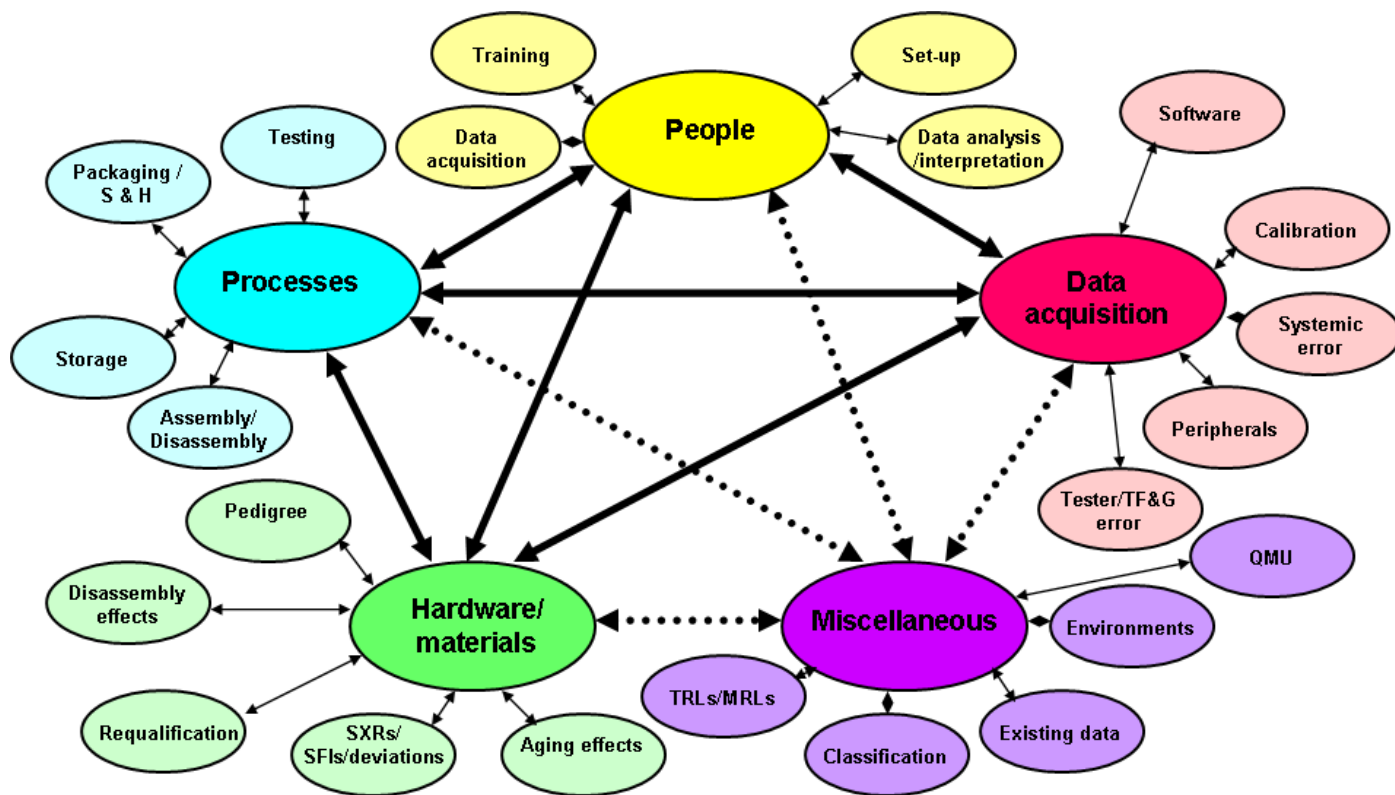 Training
Set-up
People
Software
Data
acquisition
Data analysis
/interpretation
Testing
Packaging /
S & H
Calibration
Processes
Data
acquisition
Systemic
error
Storage
Assembly/
Disassembly
Peripherals
Pedigree
Tester/TF&G
error
QMU
Disassembly
effects
Hardware/
materials
Miscellaneous
Environments
TRLs/MRLs
Requalification
SXRs/
SFIs/deviations
Aging effects
Classification
Existing data